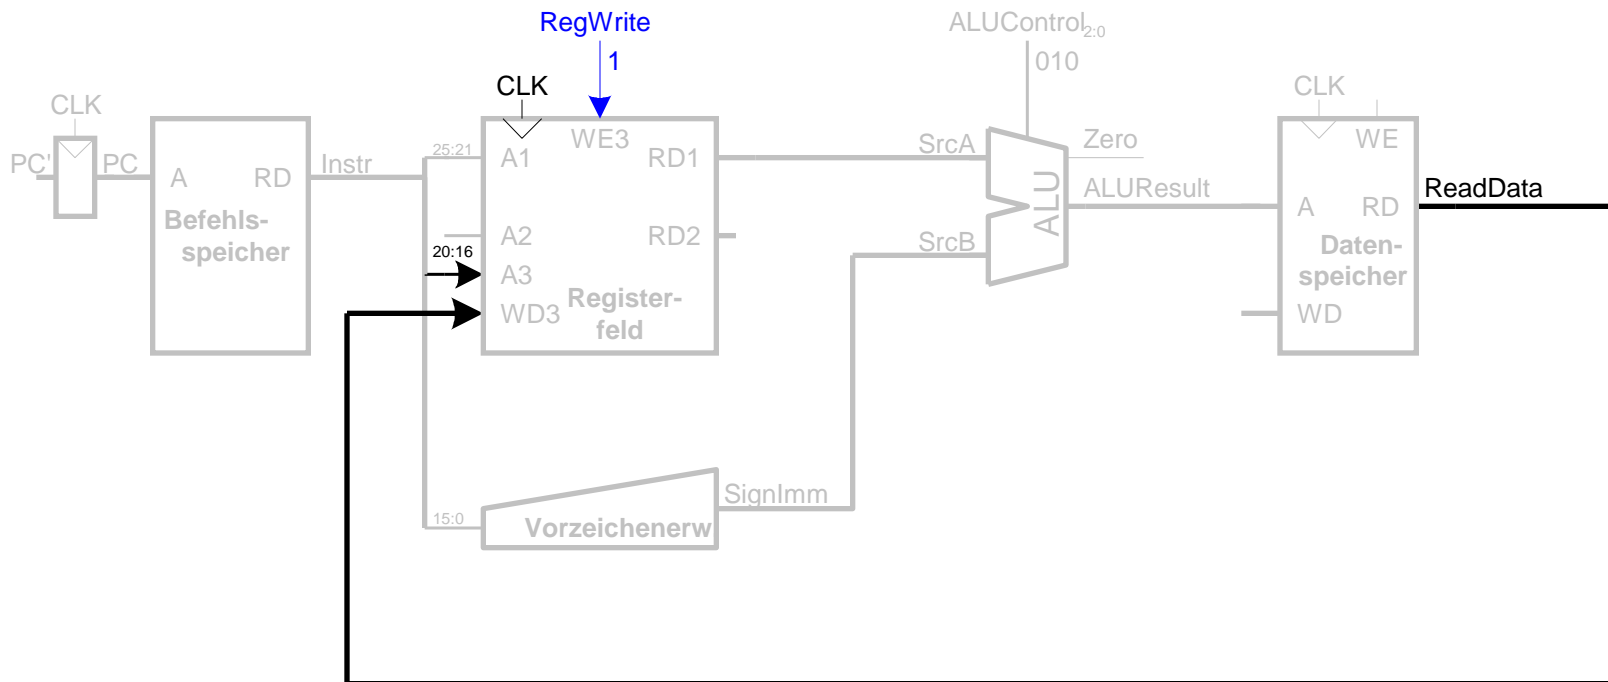 RegWrite
ALUControl2:0
1
010
CLK
CLK
CLK
WE3
WE
PC'
PC
A
RD
Instr
25:21
A1
RD1
SrcA
Zero
ALU
ALUResult
ReadData
A
RD
Befehls-
speicher
A2
RD2
SrcB
Daten-
speicher
20:16
A3
WD3
Register-
feld
WD
SignImm
15:0
Vorzeichenerw